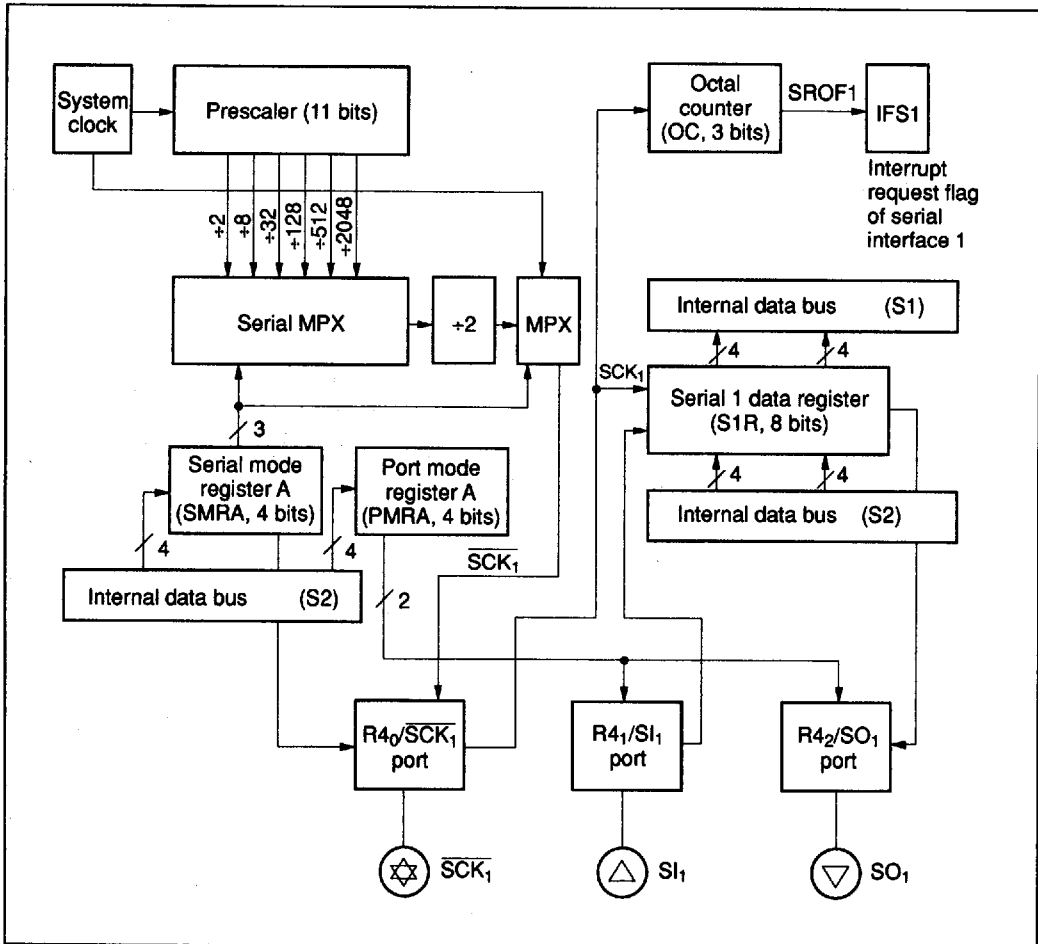 System
clock
Prescaler (11 bits)
÷2
÷8
÷32
÷128
÷512
÷2048
Serial MPX
÷2
MPX
3
Serial mode
register A
(SMRA, 4 bits)
Port mode
register A
(PMRA, 4 bits)
4
4
Internal data bus (S2)
2
SCK₁
Octal
counter
(OC, 3 bits)
SROF1
IFS1
Interrupt
request flag
of serial
interface 1
Internal data bus (S1)
4
4
SCK₁
Serial 1 data register
(S1R, 8 bits)
4
4
Internal data bus (S2)
R4₀/SCK₁
port
R4₁/SI₁
port
R4₂/SO₁
port
SCK₁
SI₁
SO₁